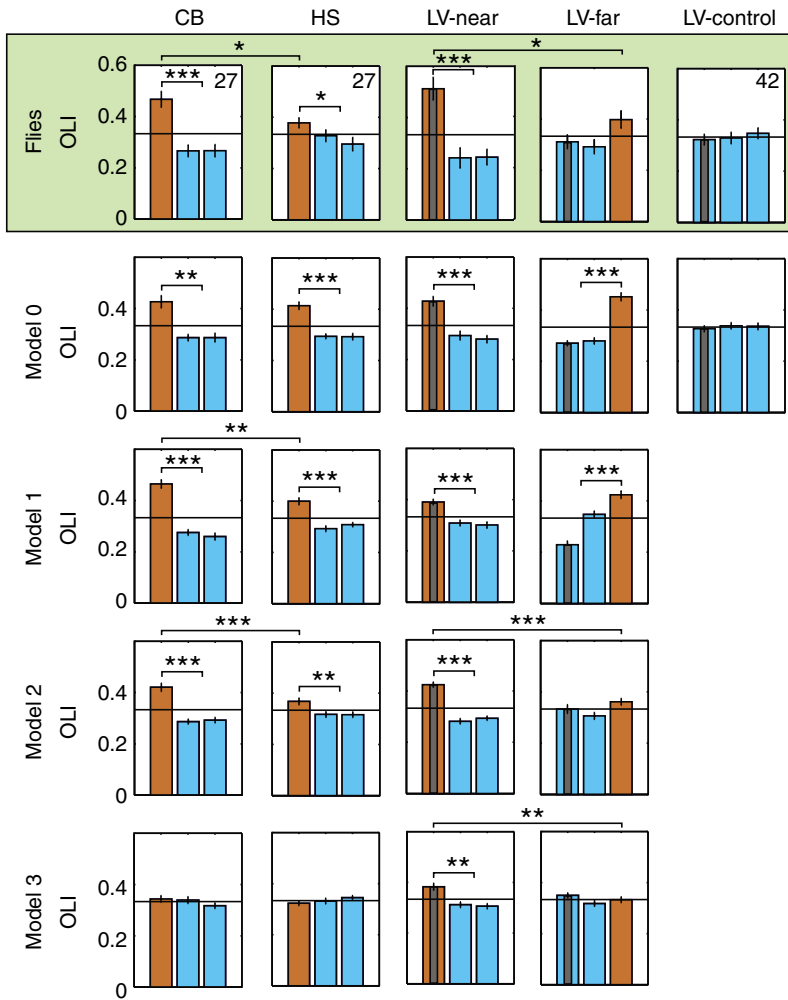 CB HS LV-near LV-far LV-control
* *
*** 27 * 27 *** 42
Flies
OLI
0.6
0.4
0.2
0
** *** *** ***
Model 0
OLI
0.4
0.2
0
**
*** *** *** ***
Model 1
OLI
0.4
0.2
0
*** ***
*** ** ***
Model 2
OLI
0.4
0.2
0
**
**
Model 3
OLI
0.4
0.2
0